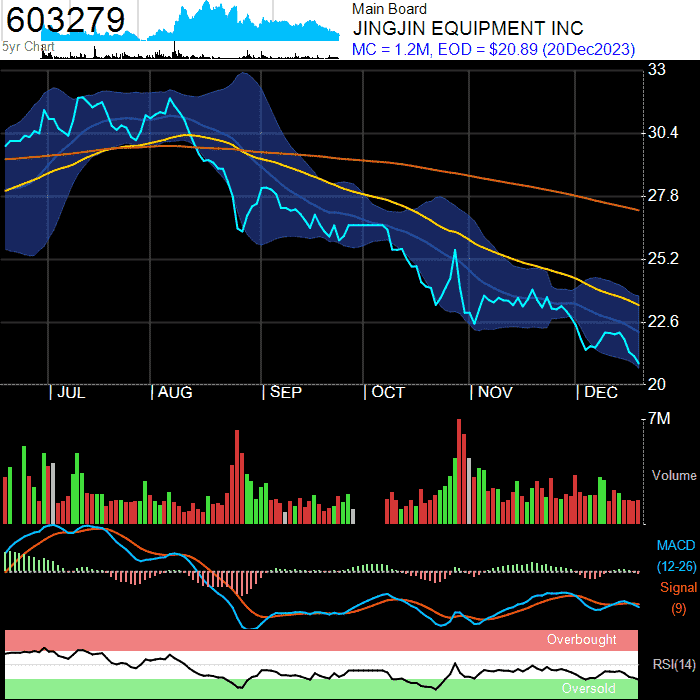 603279
Main Board
JINGJIN EQUIPMENT INC
5yr Chart
MC = 1.2M, EOD = $20.89 (20Dec2023)
33
30.4
27.8
25.2
22.6
20
JUL
AUG
SEP
OCT
NOV
DEC
7M
Volume
MACD
(12-26)
Signal
(9)
Overbought
RSI(14)
Oversold